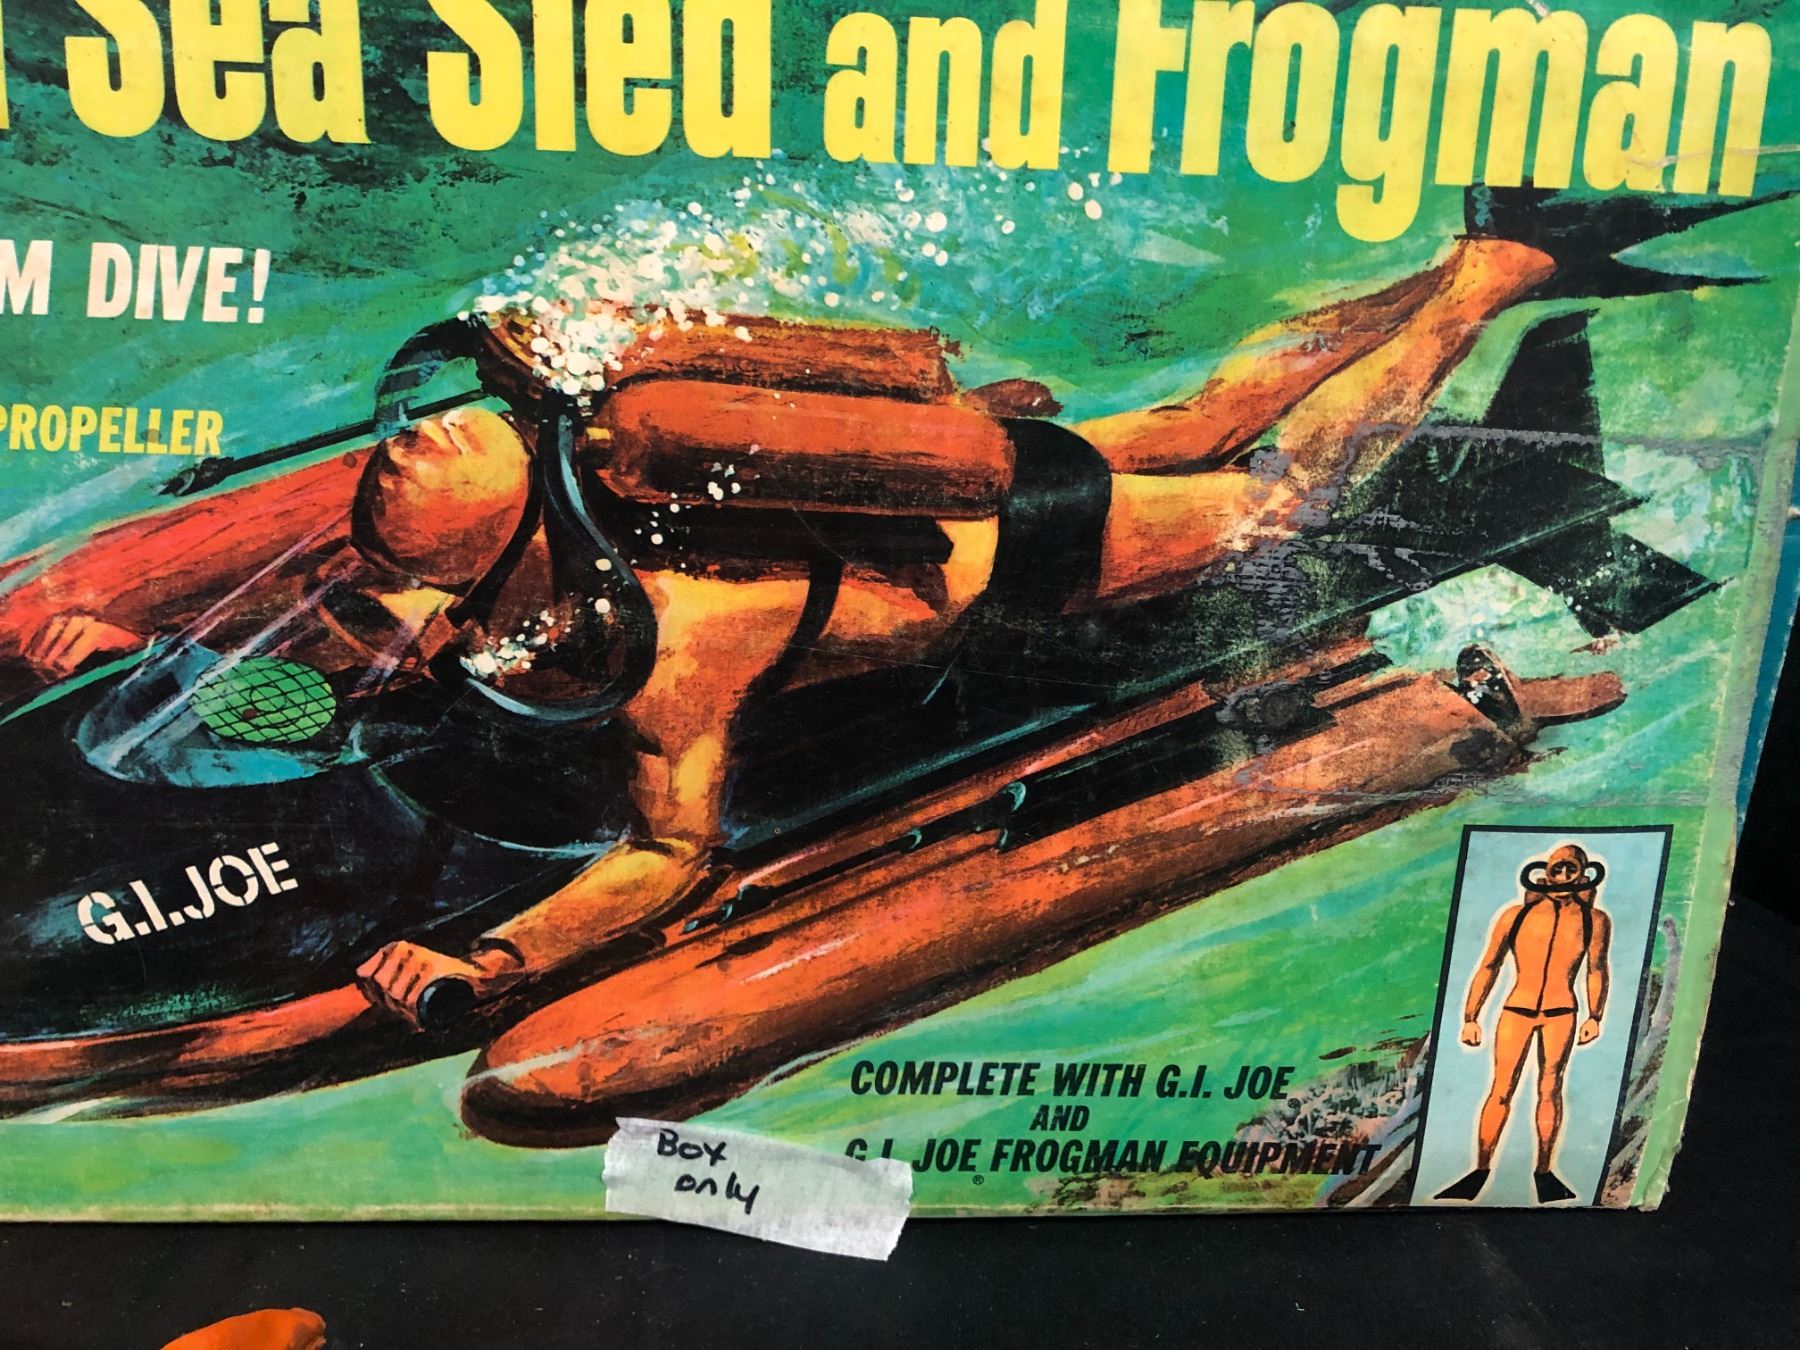 Sea Sled and Frogman
M DIVE!
PROPELLER
G.I.JOE
COMPLETE WITH G.I. JOE®
AND
G.I. JOE FROGMAN EQUIPMENT
®
Box
only